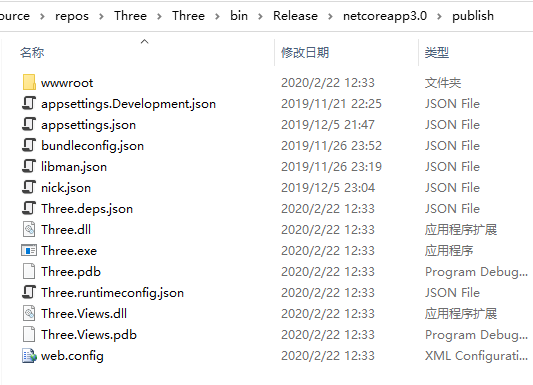 ource › repos › Three › Three › bin › Release › netcoreapp3.0 › publish
名称 修改日期 类型
wwwroot 2020/2/22 12:33 文件夹
appsettings.Development.json 2019/11/21 22:25 JSON File
appsettings.json 2019/12/5 21:47 JSON File
bundleconfig.json 2019/11/26 23:52 JSON File
libman.json 2019/11/26 23:19 JSON File
nick.json 2019/12/5 23:04 JSON File
Three.deps.json 2020/2/22 12:33 JSON File
Three.dll 2020/2/22 12:33 应用程序扩展
Three.exe 2020/2/22 12:33 应用程序
Three.pdb 2020/2/22 12:33 Program Debug...
Three.runtimeconfig.json 2020/2/22 12:33 JSON File
Three.Views.dll 2020/2/22 12:33 应用程序扩展
Three.Views.pdb 2020/2/22 12:33 Program Debug...
web.config 2020/2/22 12:33 XML Configurati...